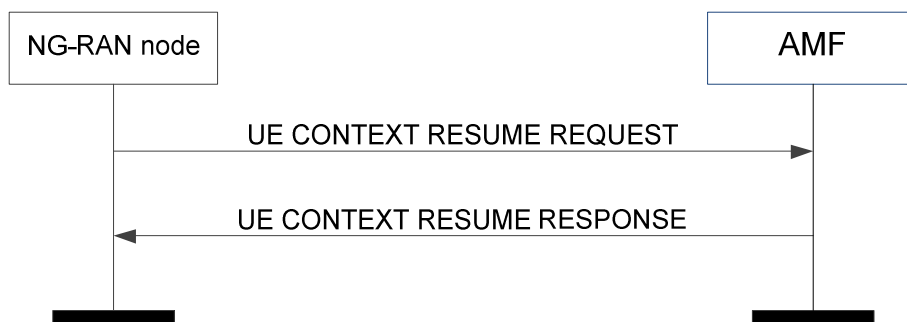 NG-RAN node
AMF
UE CONTEXT RESUME REQUEST
UE CONTEXT RESUME RESPONSE